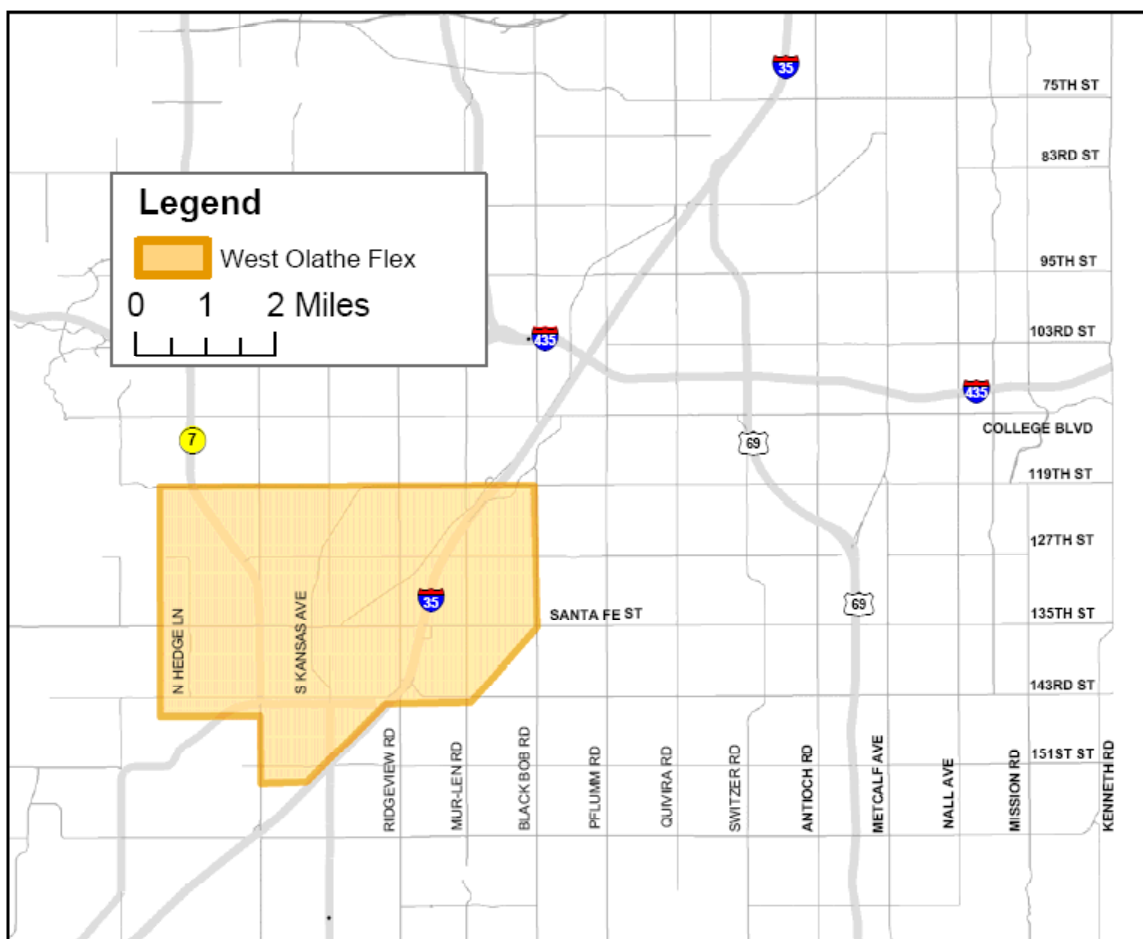 35
75TH ST
83RD ST
Legend
West Olathe Flex
0 1 2 Miles
95TH ST
103RD ST
435
435
COLLEGE BLVD
7
69
119TH ST
127TH ST
35
69
SANTA FE ST
135TH ST
N HEDGE LN
S KANSAS AVE
143RD ST
151ST ST
RIDGEVIEW RD
MUR-LEN RD
BLACK BOB RD
PFLUMM RD
QUIVIRA RD
SWITZER RD
ANTIOCH RD
METCALF AVE
NALL AVE
MISSION RD
KENNETH RD